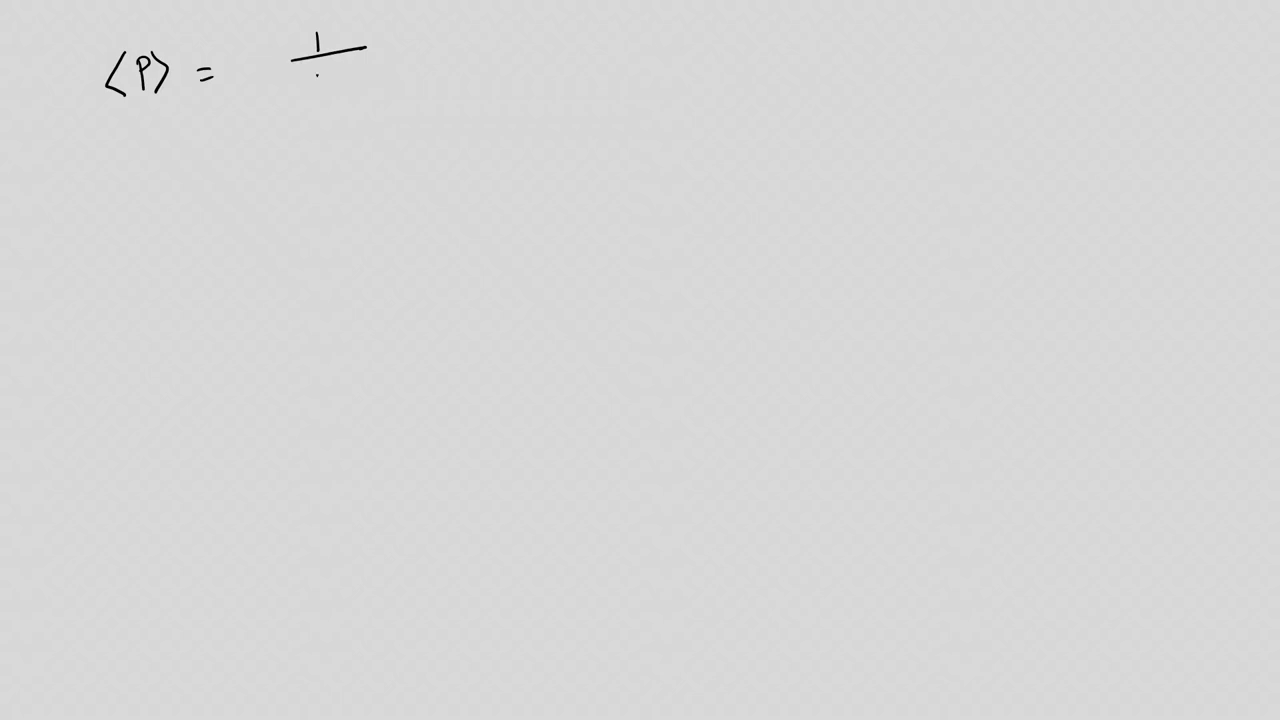 ⟨P⟩ = 1/